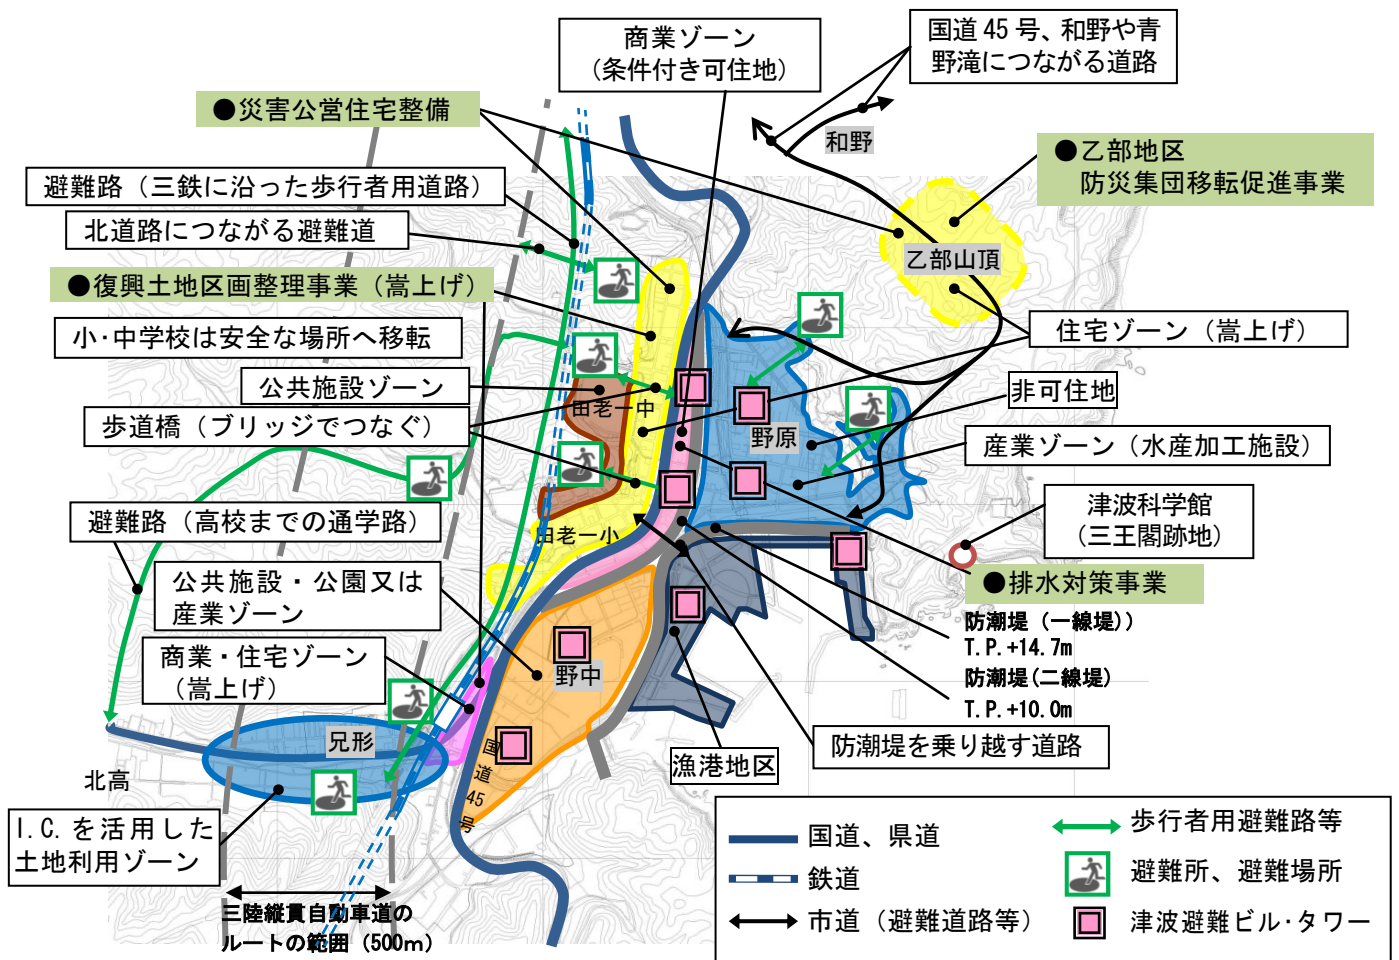 商業ゾーン
（条件付き可住地）
国道45号、和野や青
野滝につながる道路
●災害公営住宅整備
和野
●乙部地区
防災集団移転促進事業
避難路（三鉄に沿った歩行者用道路）
北道路につながる避難道
乙部山頂
●復興土地区画整理事業（嵩上げ）
小・中学校は安全な場所へ移転
住宅ゾーン（嵩上げ）
公共施設ゾーン
田老一中
非可住地
歩道橋（ブリッジでつなぐ）
野原
産業ゾーン（水産加工施設）
避難路（高校までの通学路）
田老一小
津波科学館
（三王閣跡地）
公共施設・公園又は
産業ゾーン
●排水対策事業
防潮堤（一線堤））
T.P.+14.7m
防潮堤(二線堤)
T.P.+10.0m
商業・住宅ゾーン
（嵩上げ）
野中
兄形
国道45号
防潮堤を乗り越す道路
漁港地区
北高
I.C.を活用した
土地利用ゾーン
三陸縦貫自動車道の
ルートの範囲（500m）
国道、県道
鉄道
市道（避難道路等）
歩行者用避難路等
避難所、避難場所
津波避難ビル・タワー